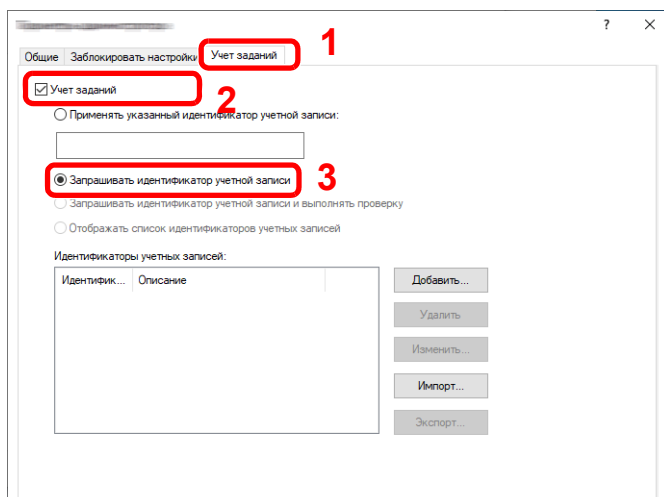 ?
1
Общие Заблокировать настройки Учет заданий
Учет заданий
2
Применять указанный идентификатор учетной записи:
Запрашивать идентификатор учетной записи
3
Запрашивать идентификатор учетной записи и выполнять проверку
Отображать список идентификаторов учетных записей
Идентификаторы учетных записей:
Идентифик... Описание
Добавить...
Удалить
Изменить...
Импорт...
Экспорт...